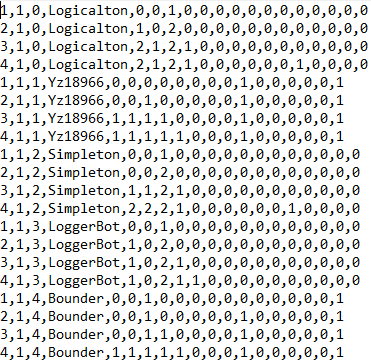 1,1,0,Logicalton,0,0,1,0,0,0,0,0,0,0,0,0,0,0,0,0
2,1,0,Logicalton,1,0,2,0,0,0,0,0,0,0,0,0,0,0,0,0
3,1,0,Logicalton,2,1,2,1,0,0,0,0,0,0,0,0,0,0,0,0
4,1,0,Logicalton,2,1,2,1,0,0,0,0,0,0,0,1,0,0,0,0
1,1,1,Yz18966,0,0,0,0,0,0,0,0,0,1,0,0,0,0,0,1
2,1,1,Yz18966,0,0,1,0,0,0,0,0,0,1,0,0,0,0,0,1
3,1,1,Yz18966,1,1,1,1,0,0,0,0,0,1,0,0,0,0,0,1
4,1,1,Yz18966,1,1,1,1,1,0,0,0,0,1,0,0,0,0,0,1
1,1,2,Simpleton,0,0,1,0,0,0,0,0,0,0,0,0,0,0,0,0
2,1,2,Simpleton,0,0,2,0,0,0,0,0,0,0,0,0,0,0,0,0
3,1,2,Simpleton,1,1,2,1,0,0,0,0,0,0,0,0,0,0,0,0
4,1,2,Simpleton,2,2,2,1,0,0,0,0,0,0,0,1,0,0,0,0
1,1,3,LoggerBot,0,0,1,0,0,0,0,0,0,0,0,0,0,0,0,0
2,1,3,LoggerBot,1,0,2,0,0,0,0,0,0,0,0,0,0,0,0,0
3,1,3,LoggerBot,1,0,2,1,0,0,0,0,0,0,0,0,0,0,0,0
4,1,3,LoggerBot,1,0,2,1,1,0,0,0,0,0,0,0,0,0,0,0
1,1,4,Bounder,0,0,1,0,0,0,0,0,0,0,0,0,0,0,0,1
2,1,4,Bounder,0,0,1,0,0,0,0,0,0,1,0,0,0,0,0,1
3,1,4,Bounder,0,0,1,1,0,0,0,0,0,1,0,0,0,0,0,1
4,1,4,Bounder,1,1,1,1,1,0,0,0,0,1,0,0,0,0,0,1